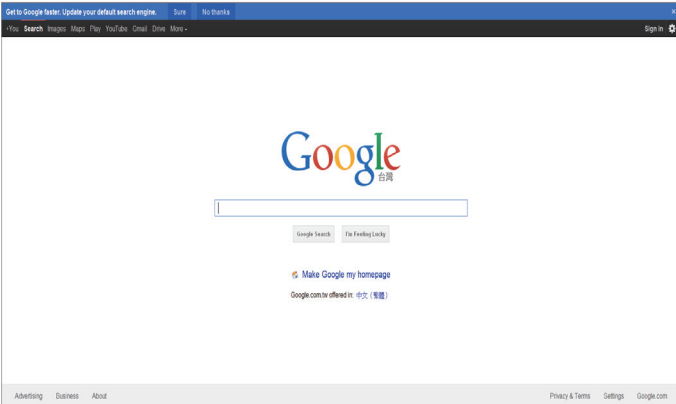 Get to Google faster. Update your default search engine. Sure No thanks ×
+You Search Images Maps Play YouTube Gmail Drive More
Sign in
Google
台灣
Google Search I'm Feeling Lucky
Make Google my homepage
Google.com.tw offered in: 中文 (繁體)
Advertising Business About Privacy & Terms Settings Google.com